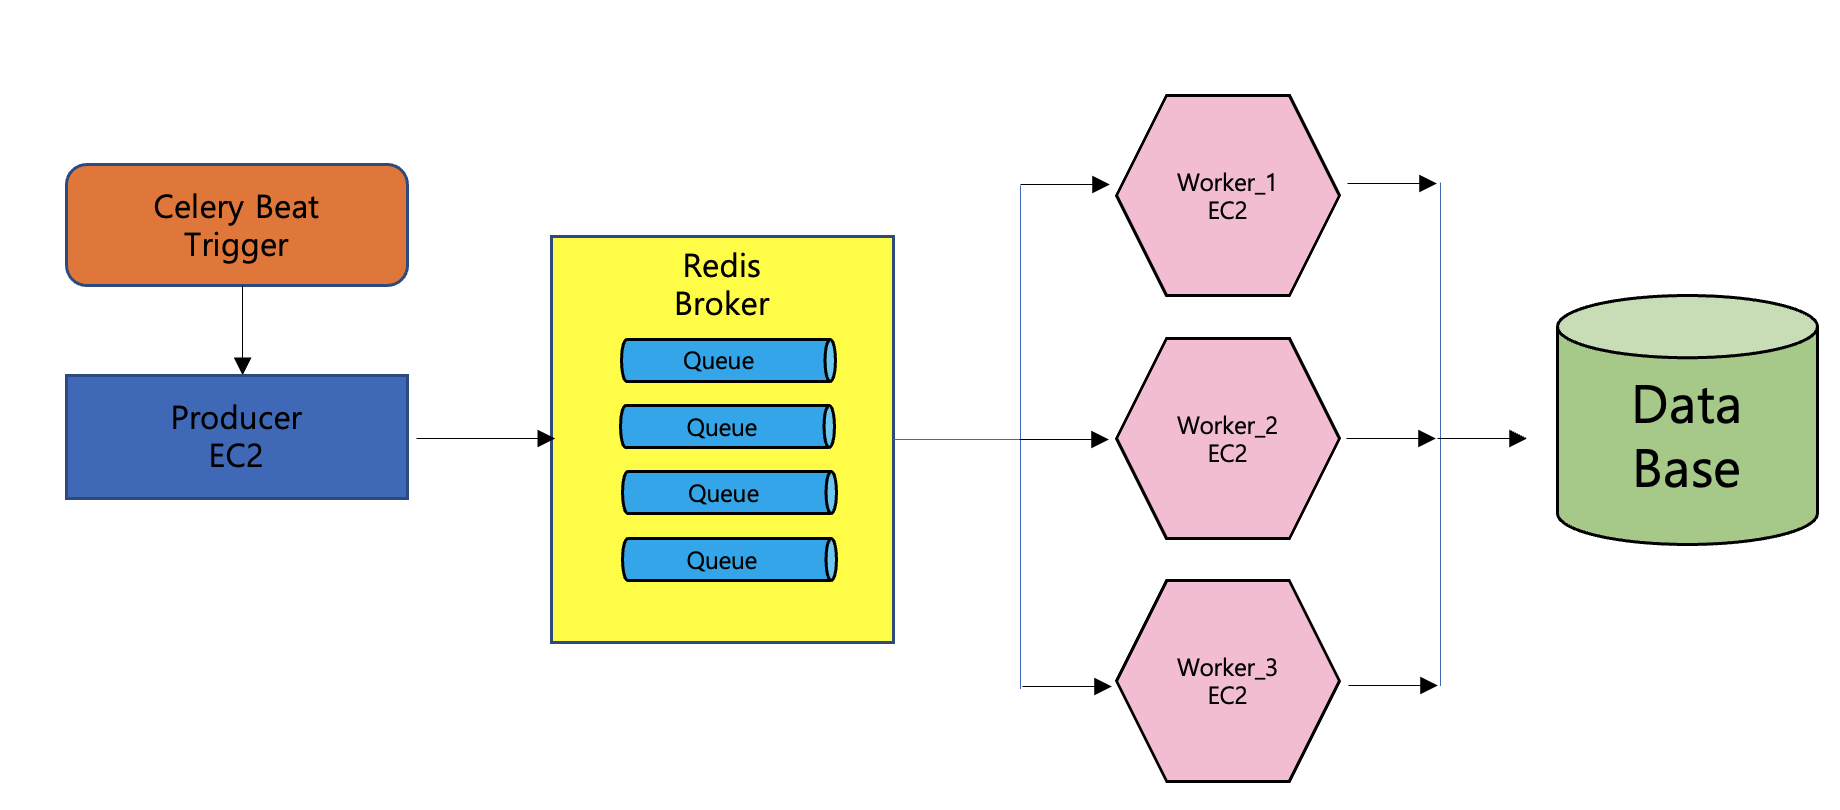 Celery Beat
Trigger
Producer
EC2
Redis
Broker
Queue
Queue
Queue
Queue
Worker_1
EC2
Worker_2
EC2
Worker_3
EC2
Data
Base